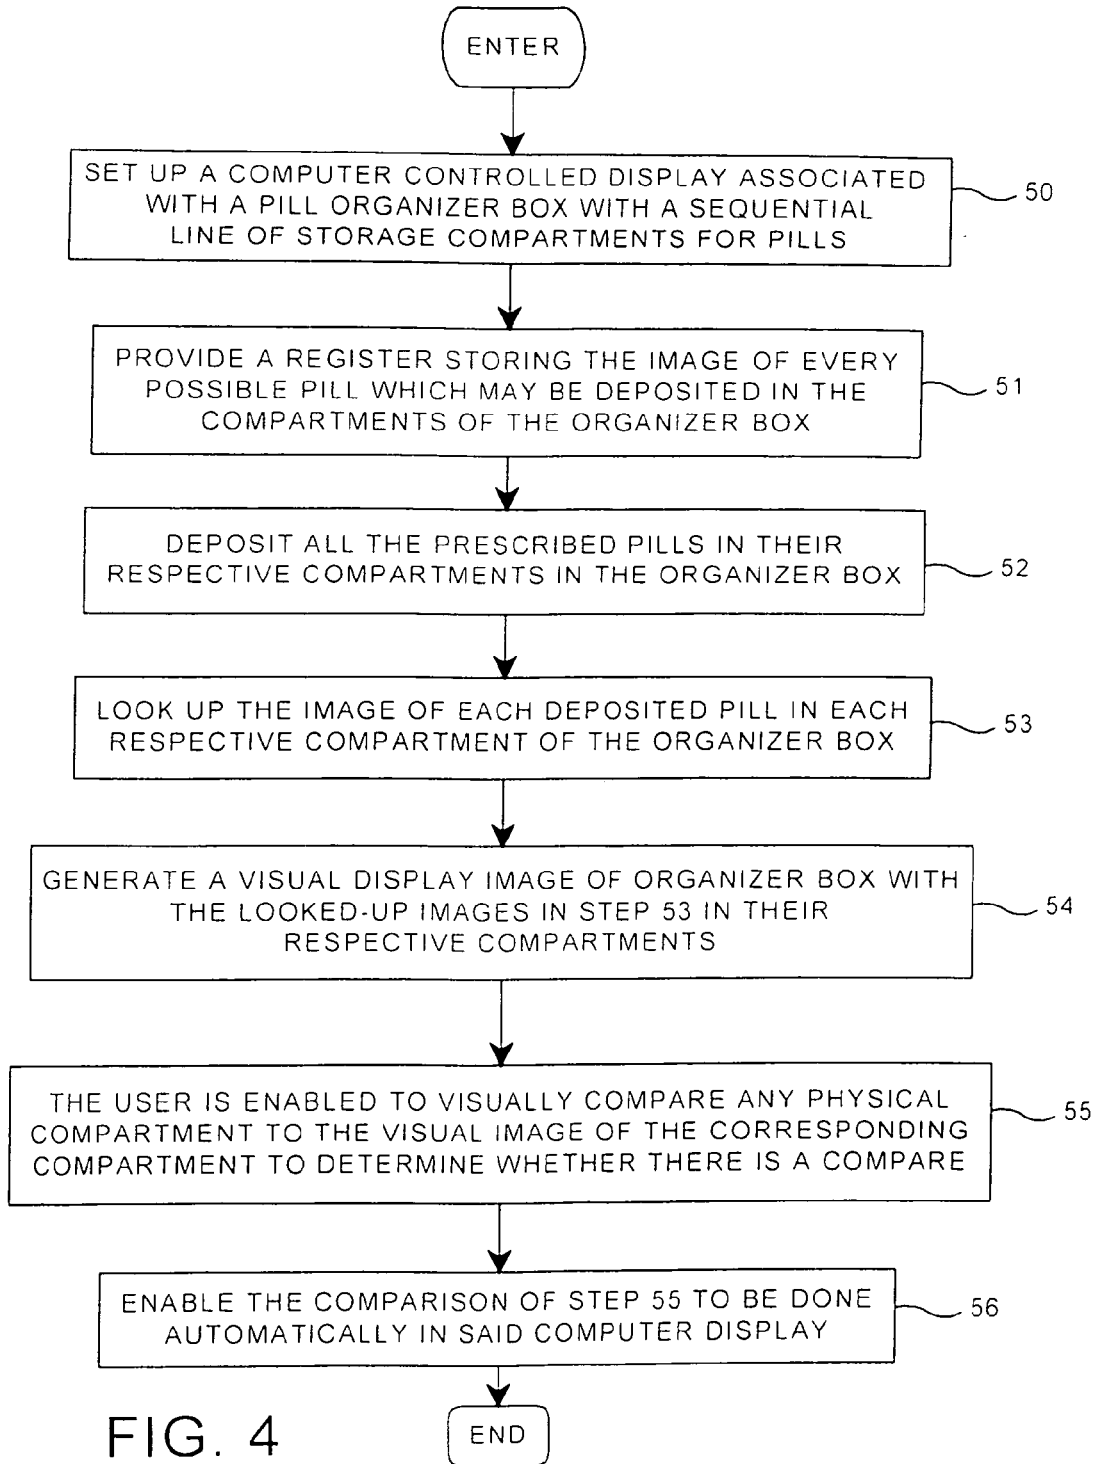 ENTER
SET UP A COMPUTER CONTROLLED DISPLAY ASSOCIATED
WITH A PILL ORGANIZER BOX WITH A SEQUENTIAL
LINE OF STORAGE COMPARTMENTS FOR PILLS
50
PROVIDE A REGISTER STORING THE IMAGE OF EVERY
POSSIBLE PILL WHICH MAY BE DEPOSITED IN THE
COMPARTMENTS OF THE ORGANIZER BOX
51
DEPOSIT ALL THE PRESCRIBED PILLS IN THEIR
RESPECTIVE COMPARTMENTS IN THE ORGANIZER BOX
52
LOOK UP THE IMAGE OF EACH DEPOSITED PILL IN EACH
RESPECTIVE COMPARTMENT OF THE ORGANIZER BOX
53
GENERATE A VISUAL DISPLAY IMAGE OF ORGANIZER BOX WITH
THE LOOKED-UP IMAGES IN STEP 53 IN THEIR
RESPECTIVE COMPARTMENTS
54
THE USER IS ENABLED TO VISUALLY COMPARE ANY PHYSICAL
COMPARTMENT TO THE VISUAL IMAGE OF THE CORRESPONDING
COMPARTMENT TO DETERMINE WHETHER THERE IS A COMPARE
55
ENABLE THE COMPARISON OF STEP 55 TO BE DONE
AUTOMATICALLY IN SAID COMPUTER DISPLAY
56
END
FIG. 4